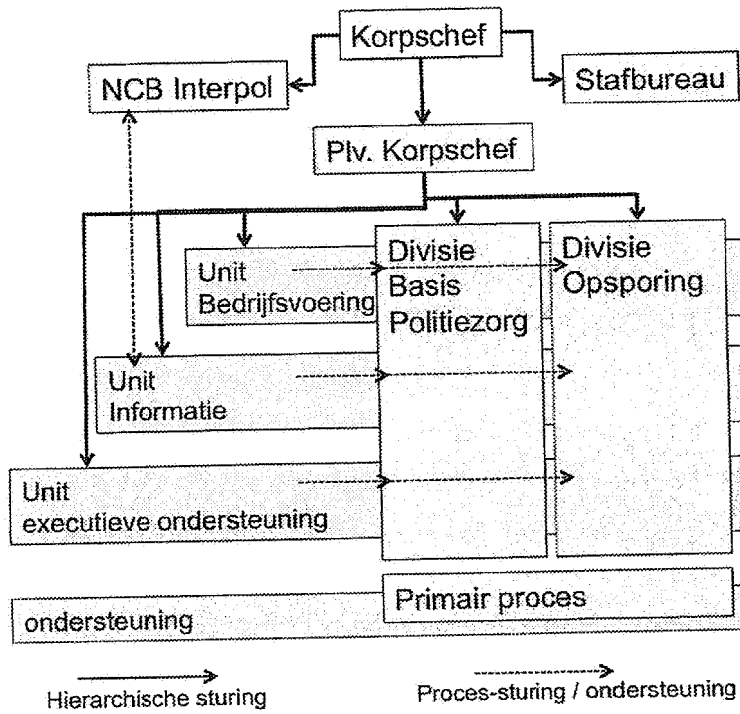 Korpschef
NCB Interpol
Stafbureau
Plv. Korpschef
Unit
Bedrijfsvoering
Divisie
Basis
Politiezorg
Divisie
Opsporing
Unit
Informatie
Unit
executieve ondersteuning
Primair proces
ondersteuning
Hierarchische sturing
Proces-sturing / ondersteuning